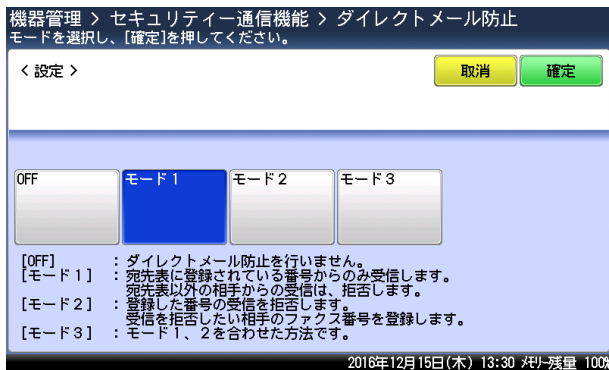 機器管理 > セキュリティー通信機能 > ダイレクトメール防止
モードを選択し、[確定]を押してください。
< 設定 >
取消
確定
OFF
モード1
モード2
モード3
[OFF] : ダイレクトメール防止を行いません。
[モード1] : 宛先表に登録されている番号からのみ受信します。
宛先表以外の相手からの受信は、拒否します。
[モード2] : 登録した番号の受信を拒否します。
受信を拒否したい相手のファクス番号を登録します。
[モード3] : モード1、2を合わせた方法です。
2016年12月15日(木) 13:30 メモリー残量 100%